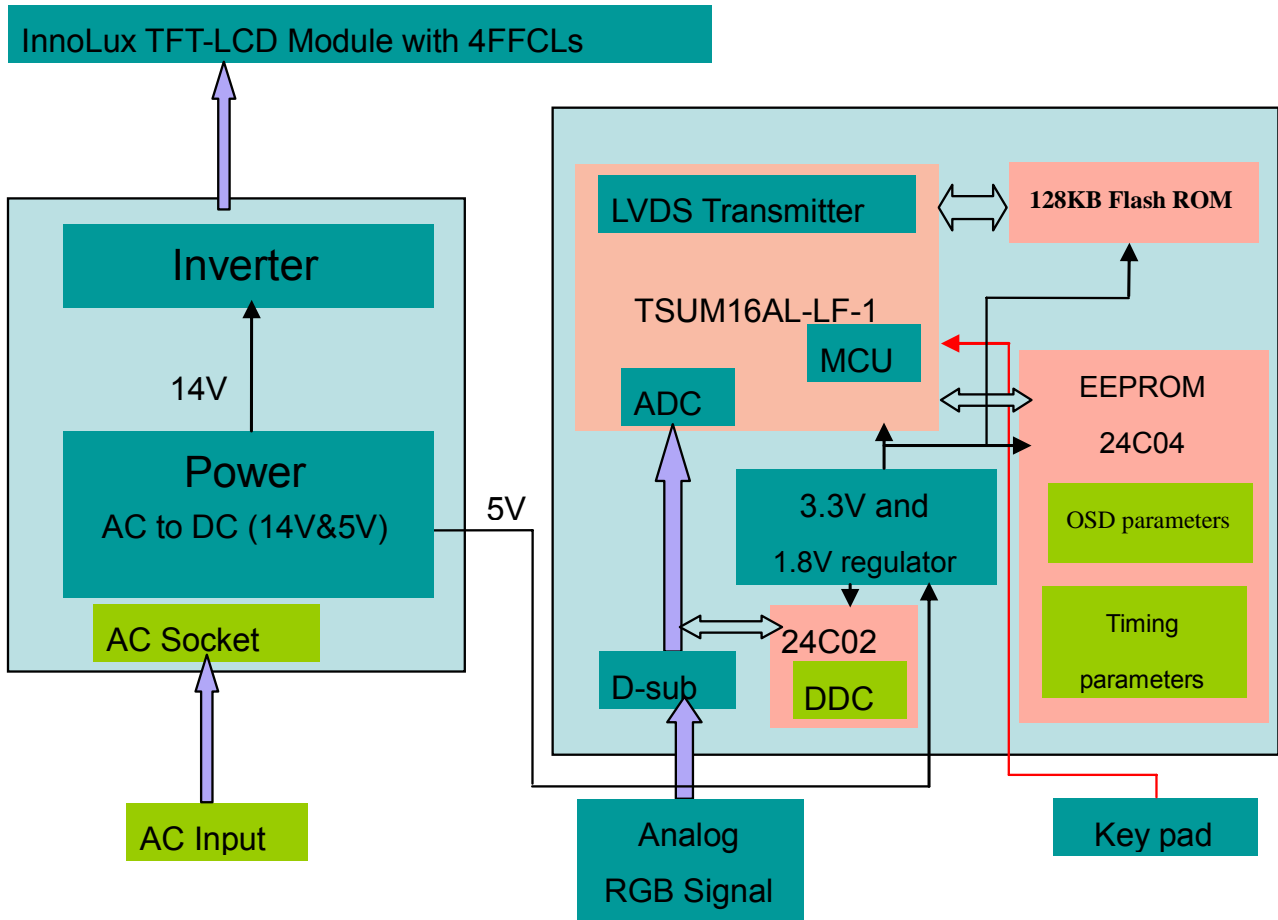 InnoLux TFT-LCD Module with 4FFCLs
Inverter
14V
Power
AC to DC (14V&5V)
AC Socket
AC Input
5V
LVDS Transmitter
TSUM16AL-LF-1
MCU
ADC
128KB Flash ROM
EEPROM
24C04
OSD parameters
Timing
parameters
3.3V and
1.8V regulator
24C02
DDC
D-sub
Analog
RGB Signal
Key pad